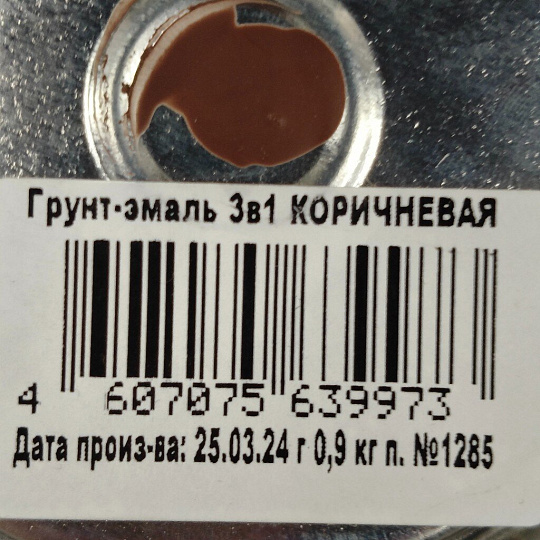 Грунт-эмаль 3в1 КОРИЧНЕВАЯ
4 607075 639973
Дата произ-ва: 25.03.24 г 0,9 кг п. №1285